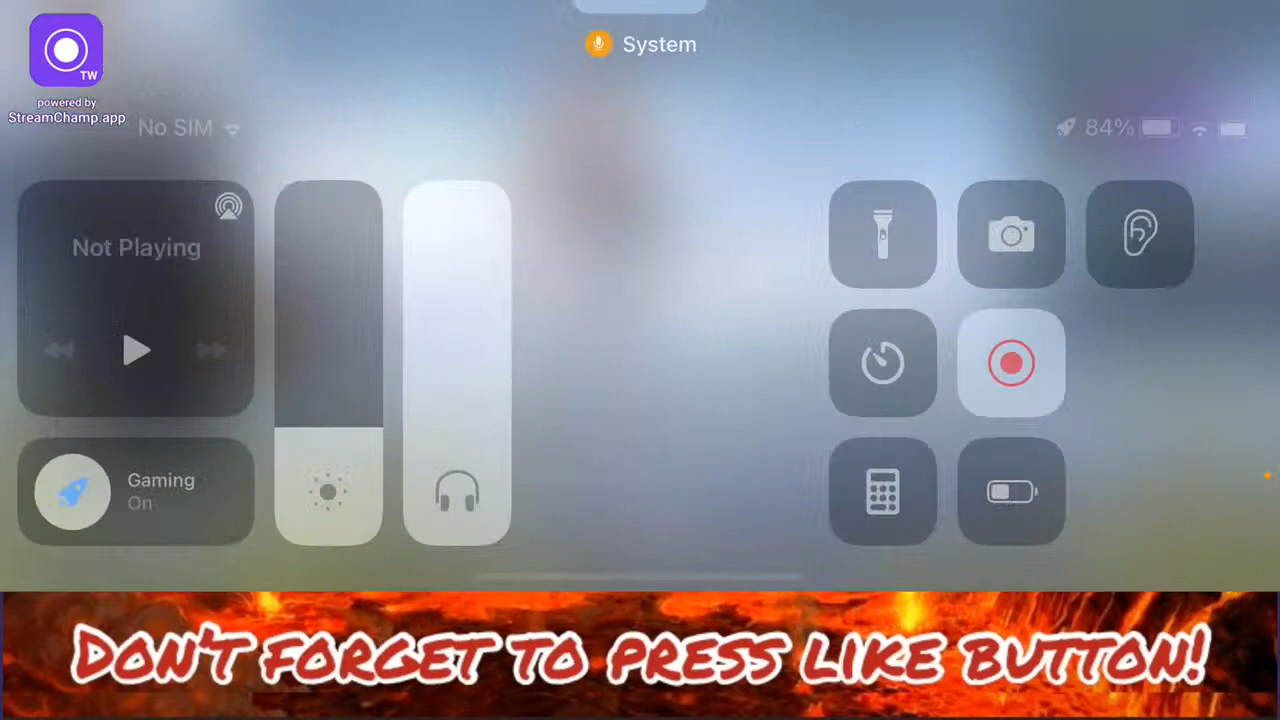 System
TW
powered by
StreamChamp.app
No SIM
84%
Not Playing
Gaming
On
DON'T FORGET TO PRESS LIKE BUTTON!